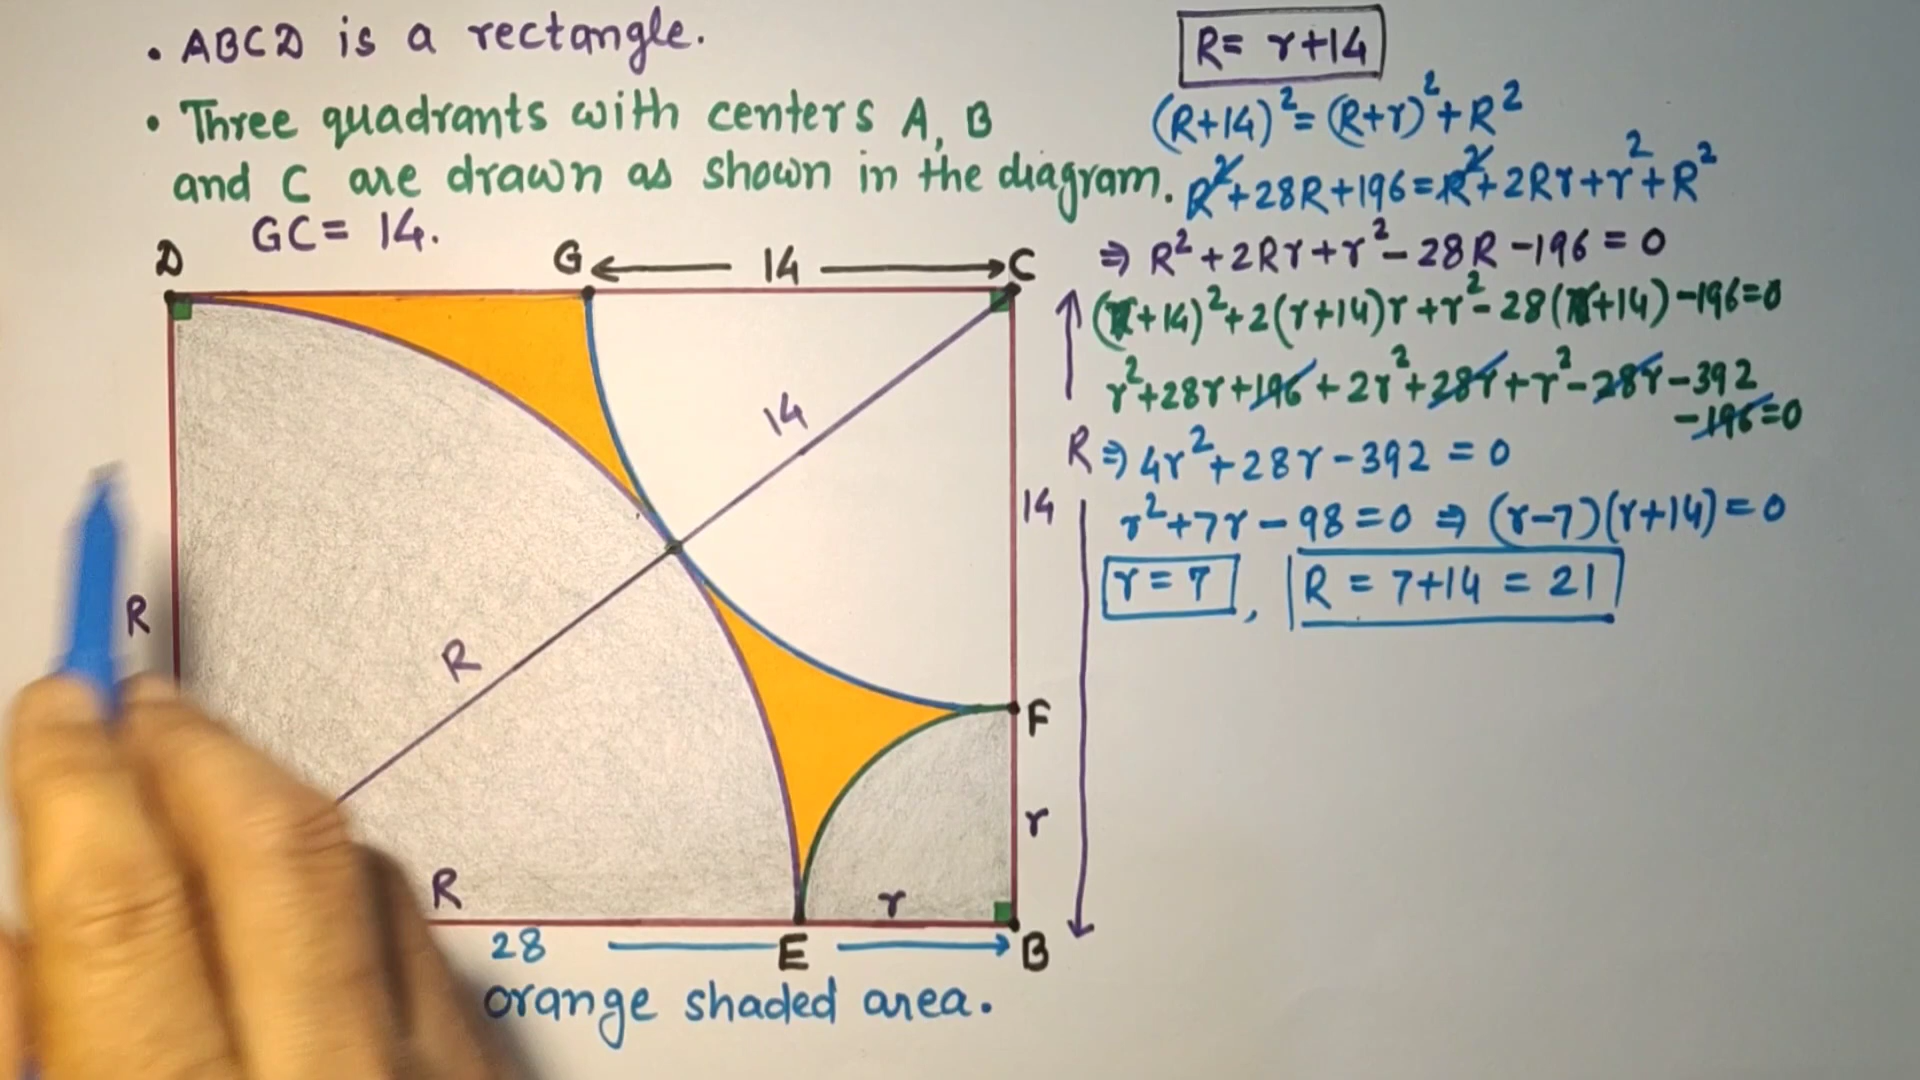 • ABCD is a rectangle.
• Three quadrants with centers A, B
and C are drawn as shown in the diagram.
GC = 14.
D
G
14
C
14
R
R
14
F
r
R
r
28
E
B
orange shaded area.
R = r+14
(R+14)² = (R+r)² + R²
R² + 28R + 196 = R² + 2Rr + r² + R²
⇒ R² + 2Rr + r² - 28R - 196 = 0
(r+14)² + 2(r+14)r + r² - 28(r+14) - 196 = 0
r² + 28r + 196 + 2r² + 28r + r² - 28r - 392
- 196 = 0
R
⇒ 4r² + 28r - 392 = 0
r² + 7r - 98 = 0 ⇒ (r-7)(r+14) = 0
r = 7, R = 7+14 = 21